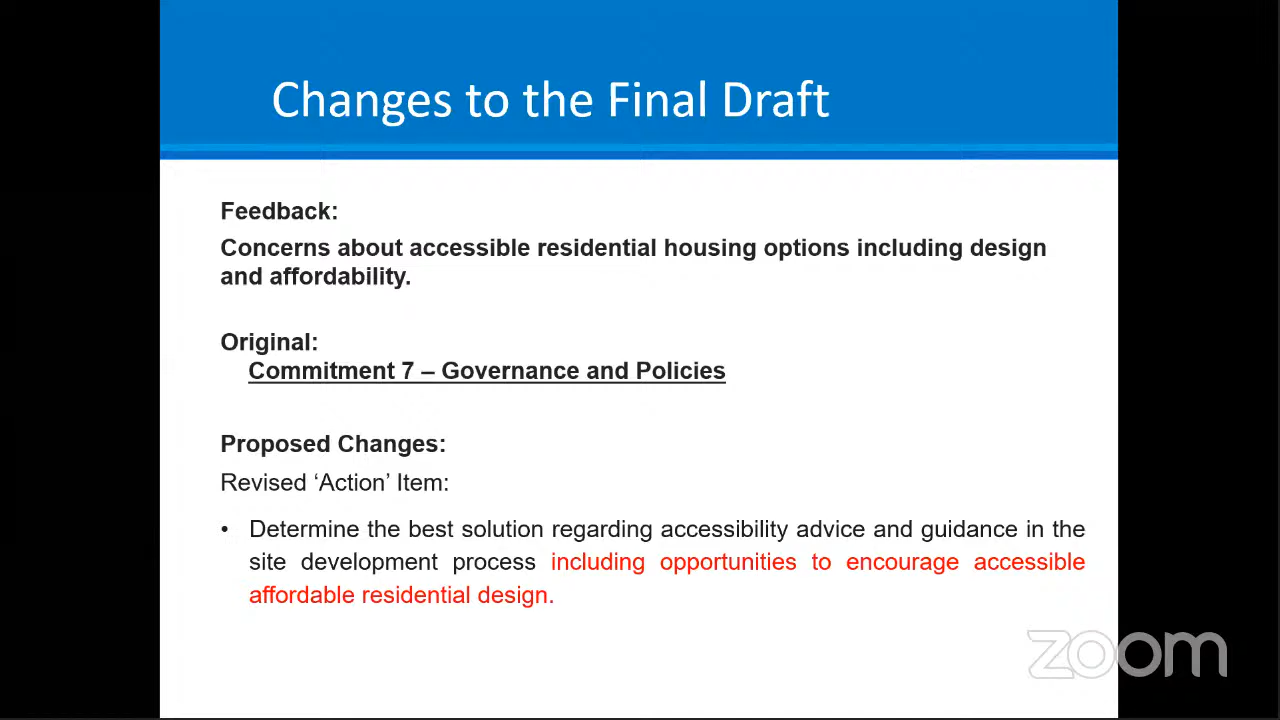 Changes to the Final Draft
Feedback:
Concerns about accessible residential housing options including design
and affordability.
Original:
Commitment 7 – Governance and Policies
Proposed Changes:
Revised ‘Action’ Item:
• Determine the best solution regarding accessibility advice and guidance in the
site development process including opportunities to encourage accessible
affordable residential design.
zoom